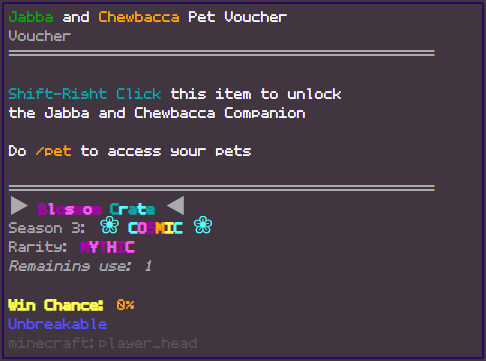 Jabba and Chewbacca Pet Voucher
Voucher
Shift-Right Click this item to unlock
the Jabba and Chewbacca Companion
Do /pet to access your pets
▶ Blossom Crate ◀
Season 3: ❀ COSMIC ❀
Rarity: MYTHIC
Remaining use: 1
Win Chance: 0%
Unbreakable
minecraft:player_head